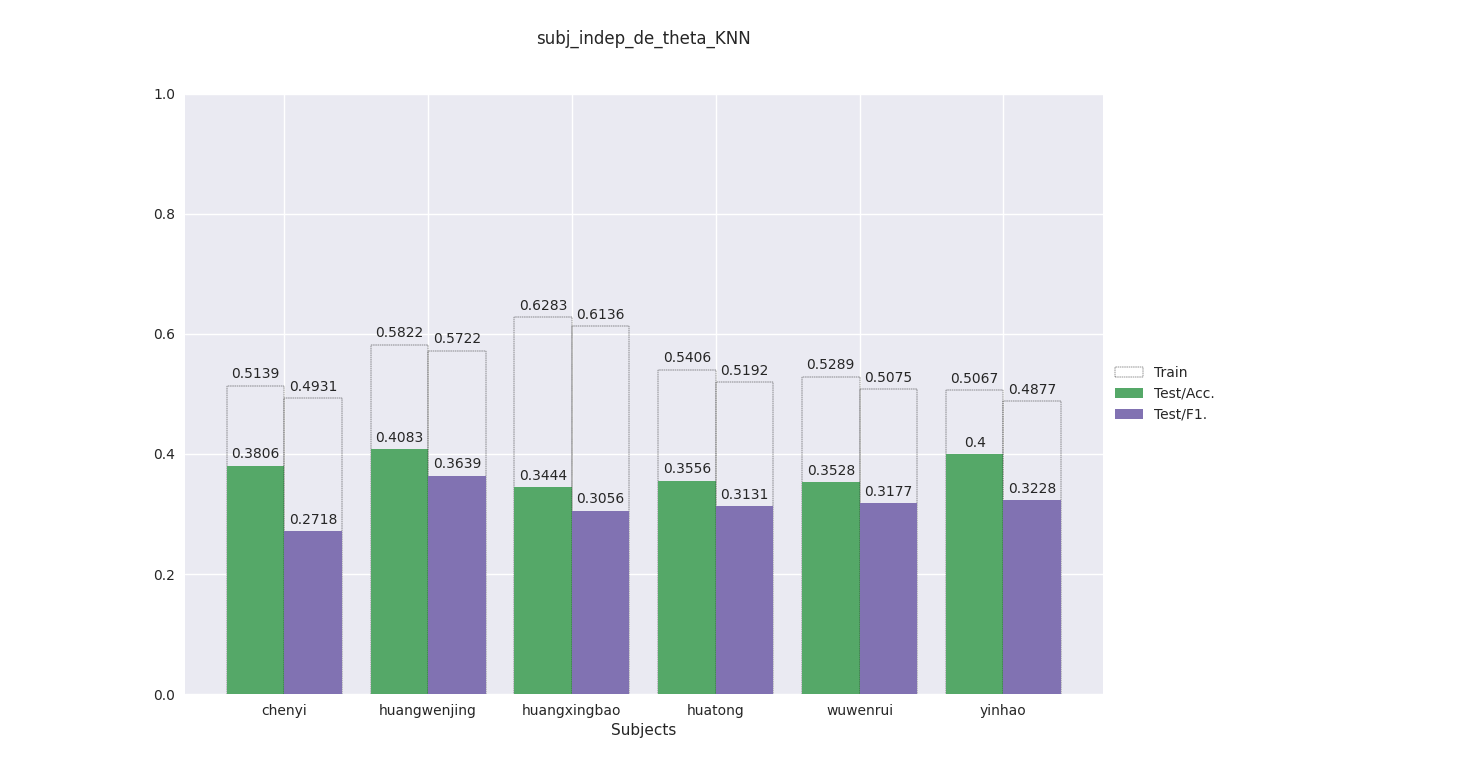 subj_indep_de_theta_KNN
1.0
0.8
0.6
0.4
0.2
0.0
0.5139
0.4931
0.3806
0.2718
0.5822
0.5722
0.4083
0.3639
0.6283
0.6136
0.3444
0.3056
0.5406
0.5192
0.3556
0.3131
0.5289
0.5075
0.3528
0.3177
0.5067
0.4877
0.4
0.3228
chenyi
huangwenjing
huangxingbao
huatong
wuwenrui
yinhao
Subjects
Train
Test/Acc.
Test/F1.